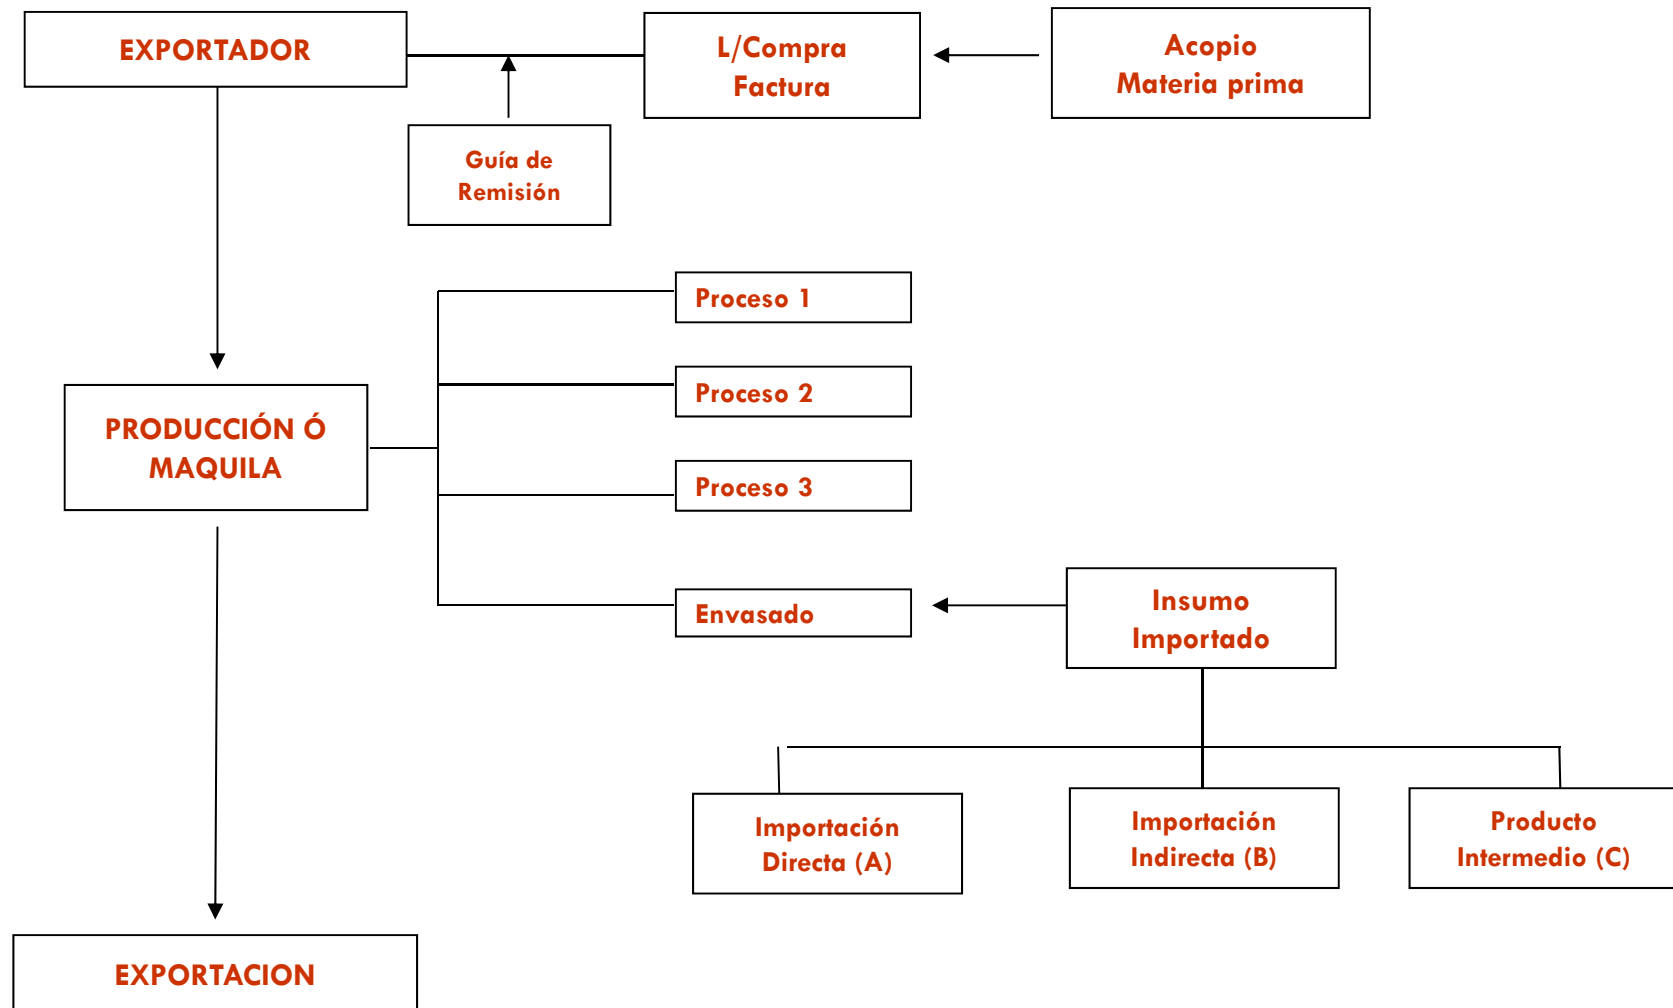 EXPORTADOR
L/Compra
Factura
Acopio
Materia prima
Guía de
Remisión
Proceso 1
Proceso 2
PRODUCCIÓN Ó
MAQUILA
Proceso 3
Envasado
Insumo
Importado
Importación
Directa (A)
Importación
Indirecta (B)
Producto
Intermedio (C)
EXPORTACION